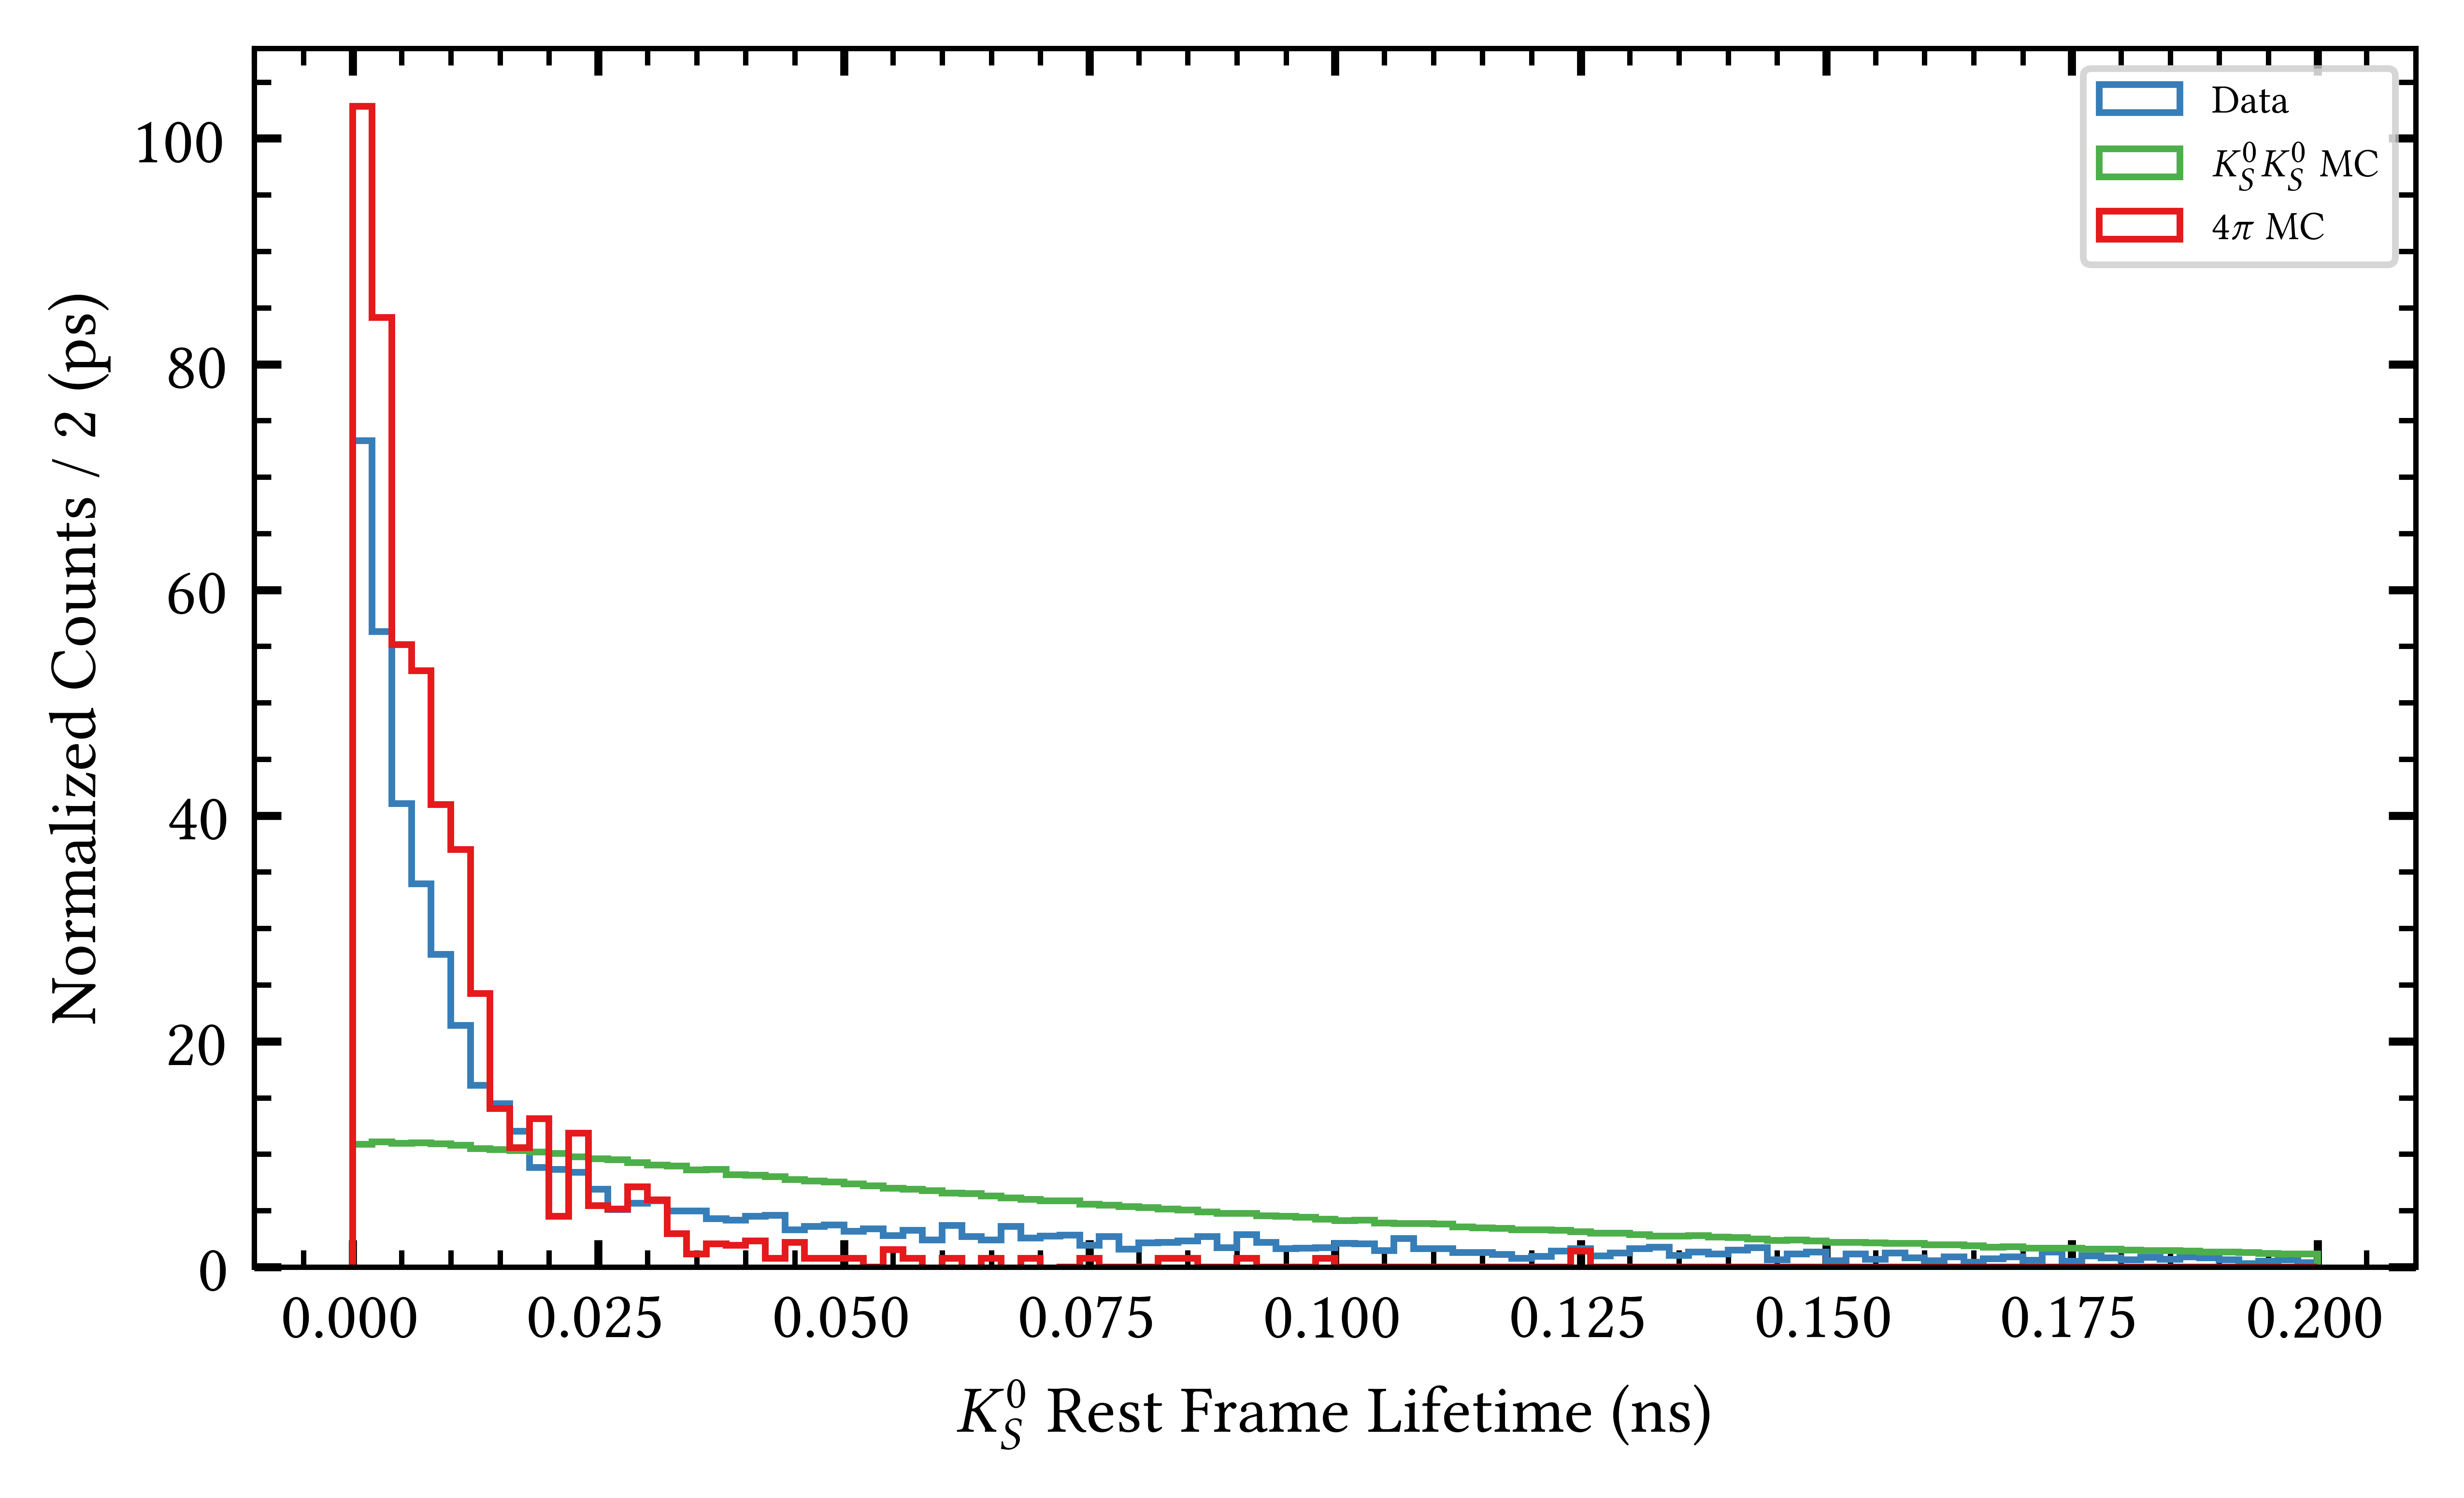 Normalized Counts / 2 (ps)
100
80
60
40
20
0
0.000 0.025 0.050 0.075 0.100 0.125 0.150 0.175 0.200
$K_S^0$ Rest Frame Lifetime (ns)
Data
$K_S^0 K_S^0$ MC
4π MC